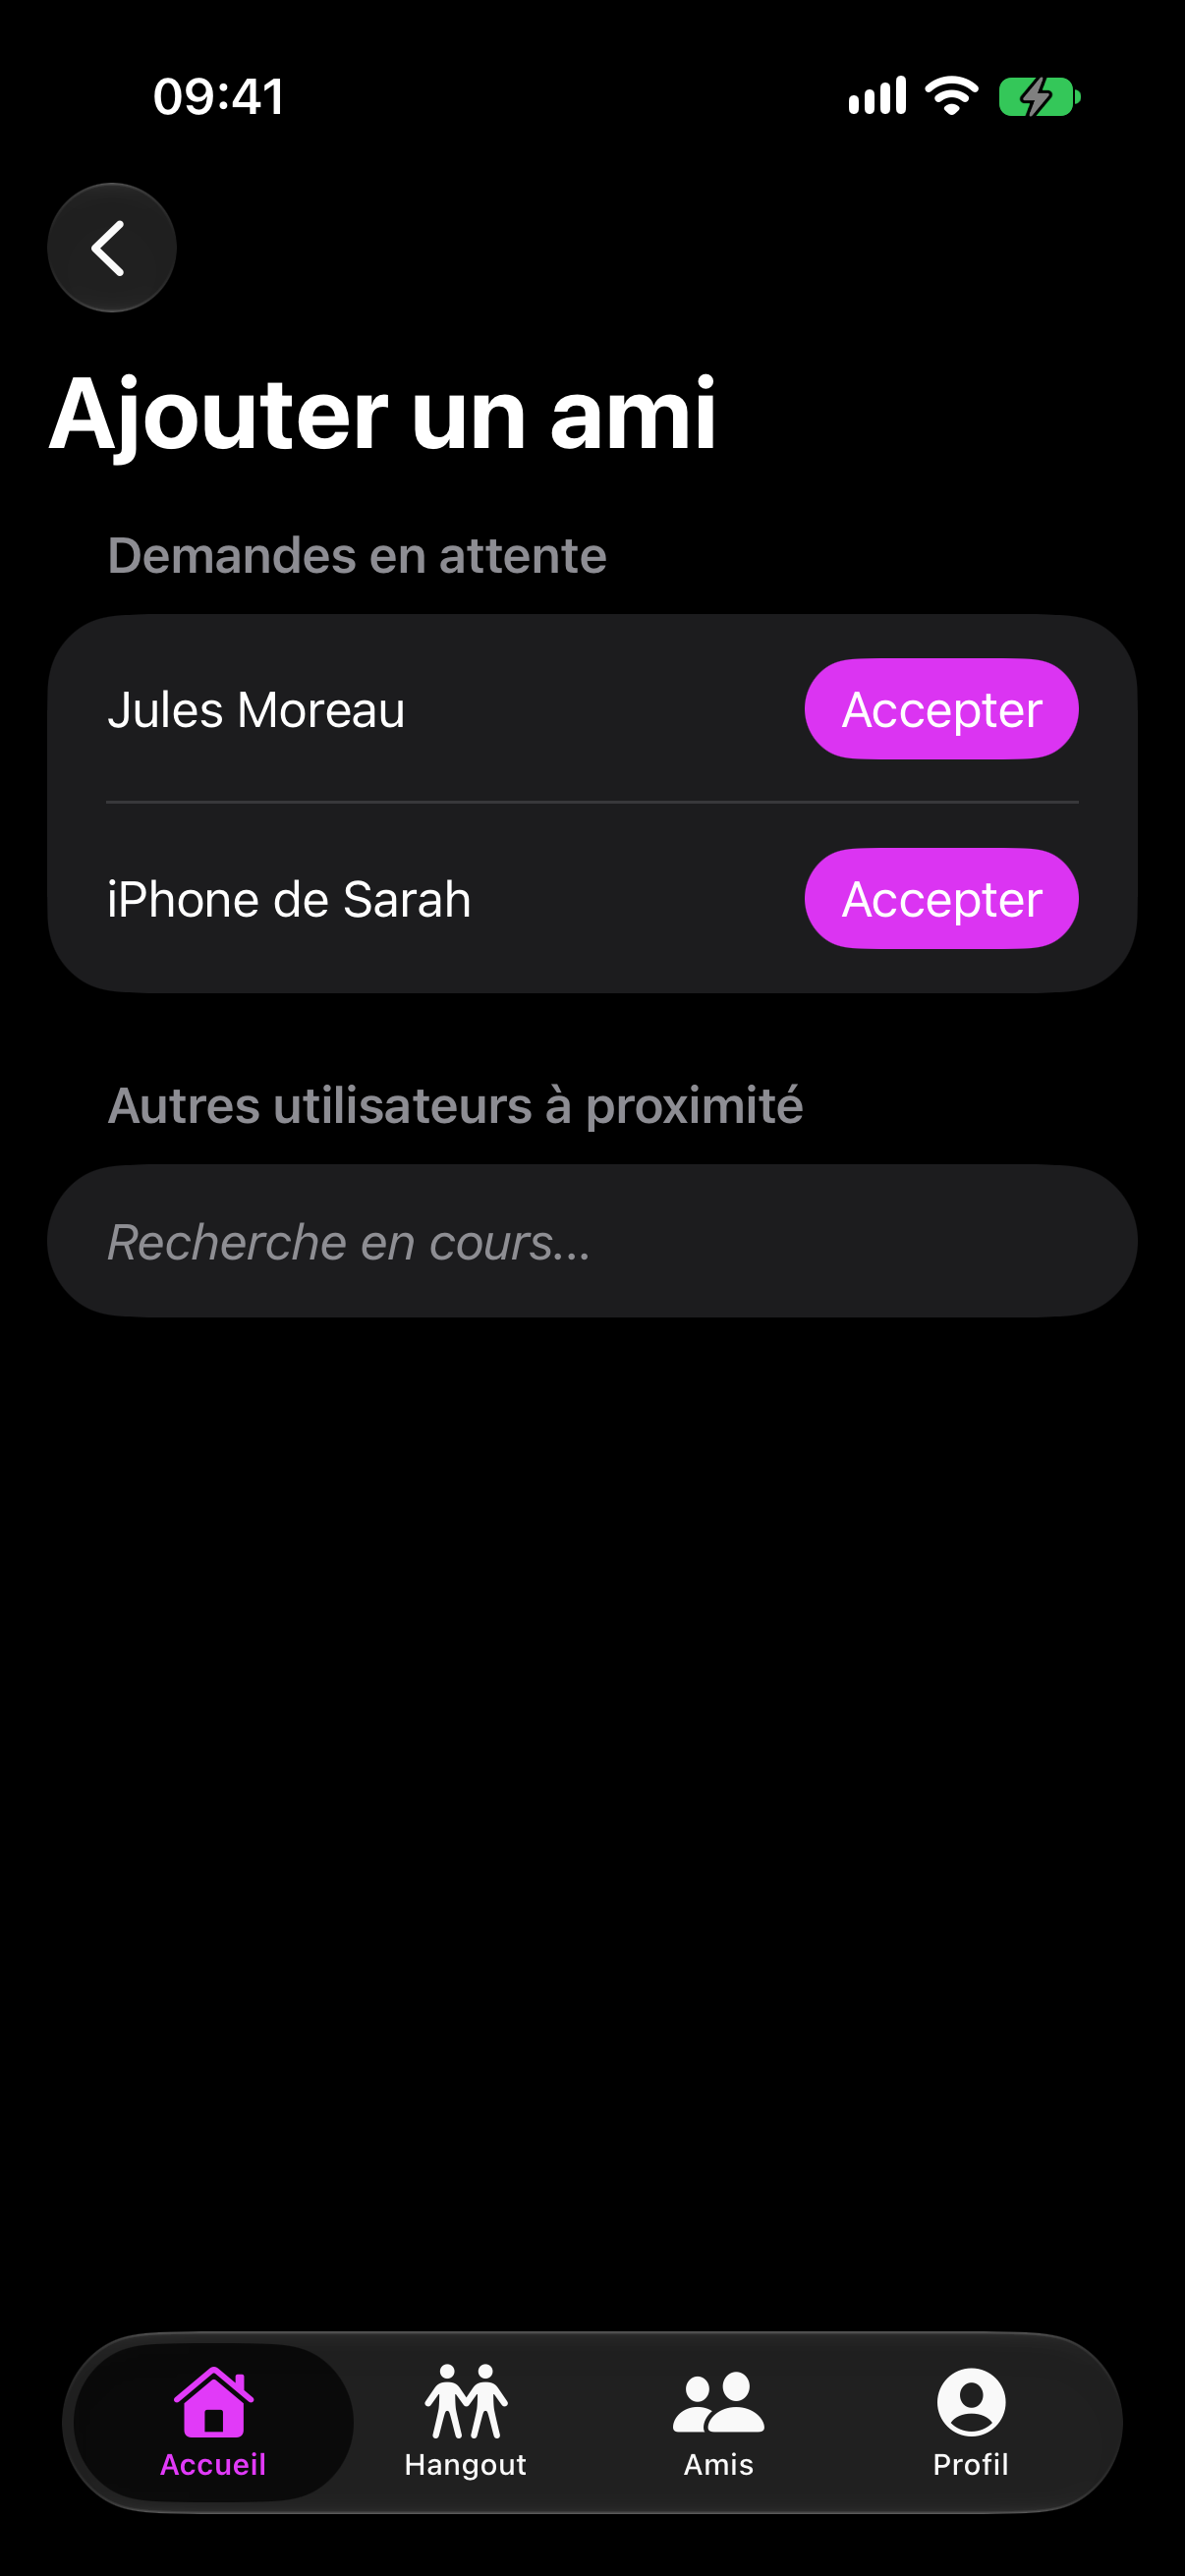 09:41
Ajouter un ami
Demandes en attente
Jules Moreau
Accepter
iPhone de Sarah
Accepter
Autres utilisateurs à proximité
Recherche en cours...
Accueil
Hangout
Amis
Profil